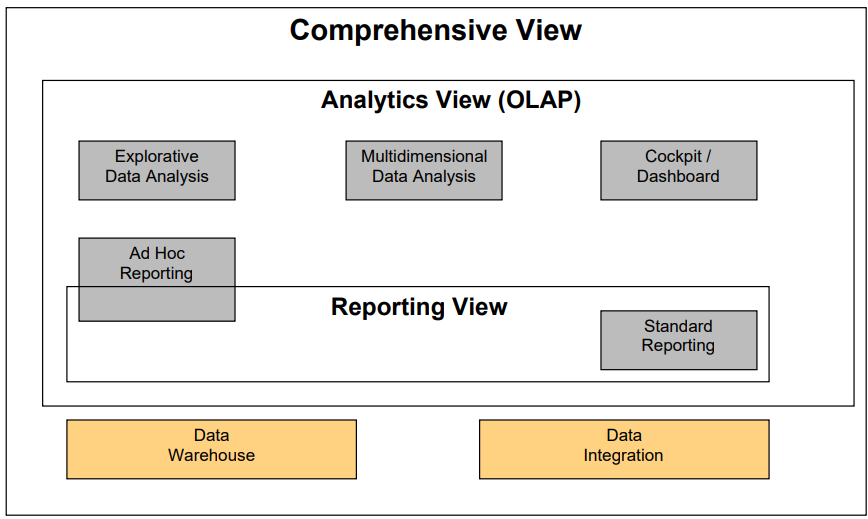 Comprehensive View
Analytics View (OLAP)
Explorative
Data Analysis
Multidimensional
Data Analysis
Cockpit /
Dashboard
Ad Hoc
Reporting
Reporting View
Standard
Reporting
Data
Warehouse
Data
Integration